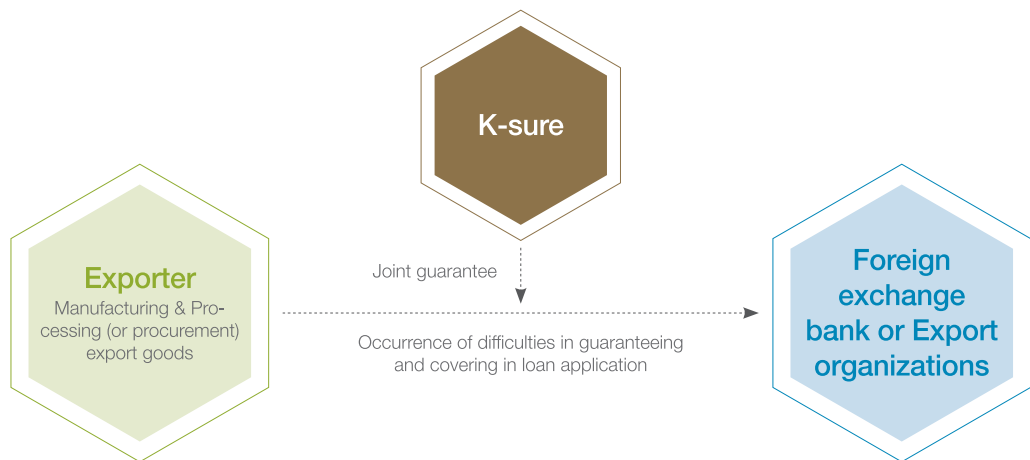 K-sure
Joint guarantee
Exporter
Manufacturing & Pro-
cessing (or procurement)
export goods
Occurrence of difficulties in guaranteeing
and covering in loan application
Foreign
exchange
bank or Export
organizations